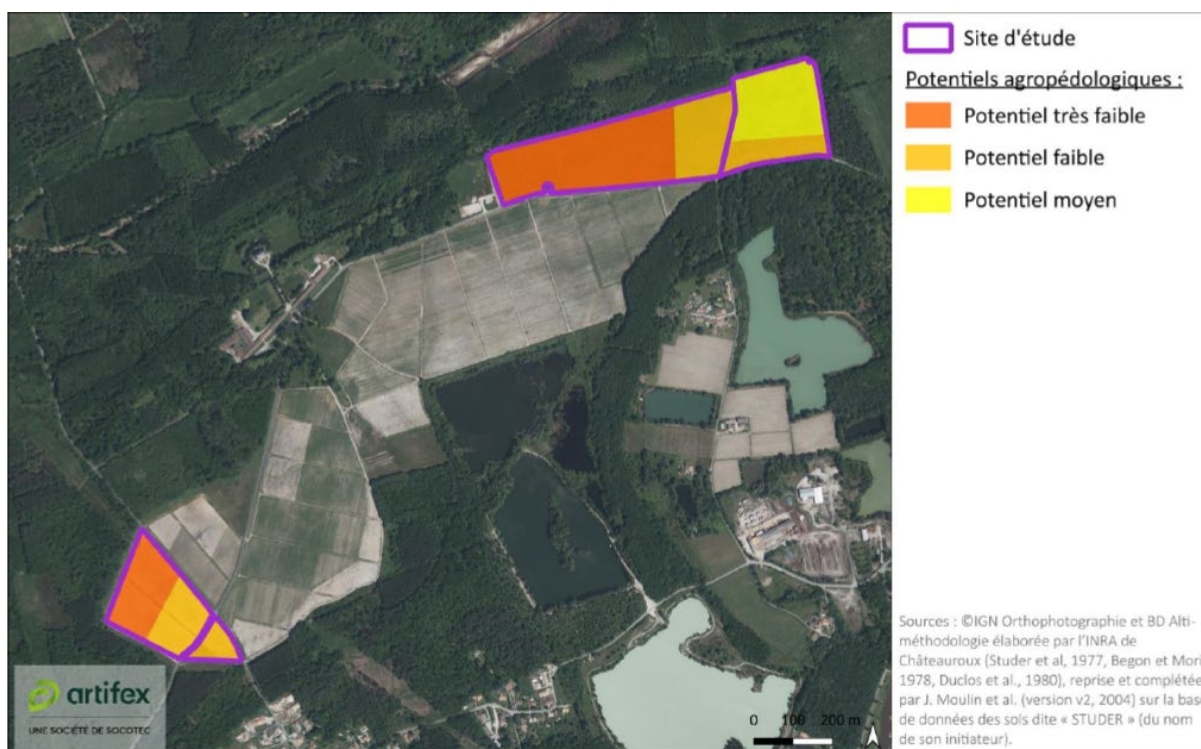 Site d'étude
Potentiels agropédologiques :
Potentiel très faible
Potentiel faible
Potentiel moyen
Sources : ©IGN Orthophotographie et BD Alti-
méthodologie élaborée par l'INRA de
Châteauroux (Studer et al, 1977, Begon et Mori
1978, Duclos et al., 1980), reprise et complétée
par J. Moulin et al. (version v2, 2004) sur la base
de données des sols dite « STUDER » (du nom
de son initiateur).
artifex
UNE SOCIÉTÉ DE SOCOTEC
0 100 200 m